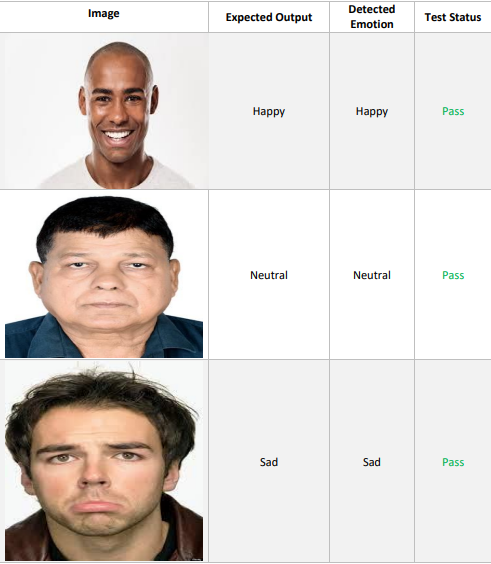 Image Expected Output Detected Emotion Test Status
Happy Happy Pass
Neutral Neutral Pass
Sad Sad Pass